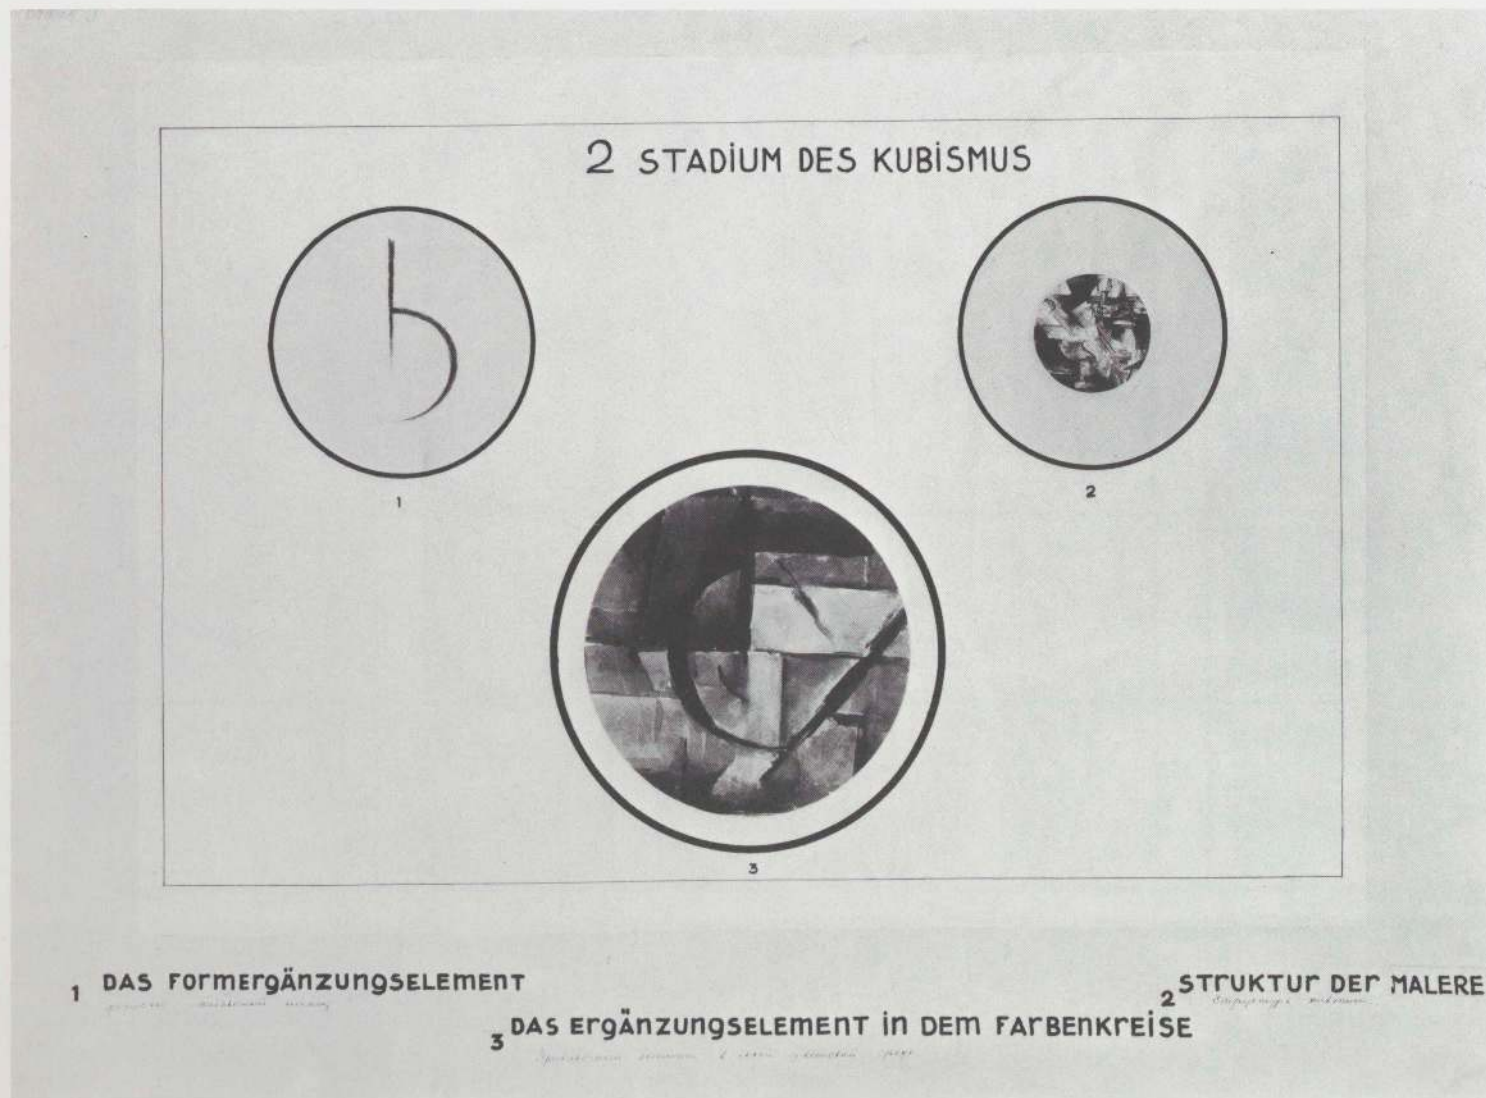 2 STADIUM DES KUBISMUS
1
2
3
1 DAS FORMERGÄNZUNGSELEMENT
2 STRUKTUR DER MALERE
3 DAS ERGÄNZUNGSELEMENT IN DEM FARBENKREISE